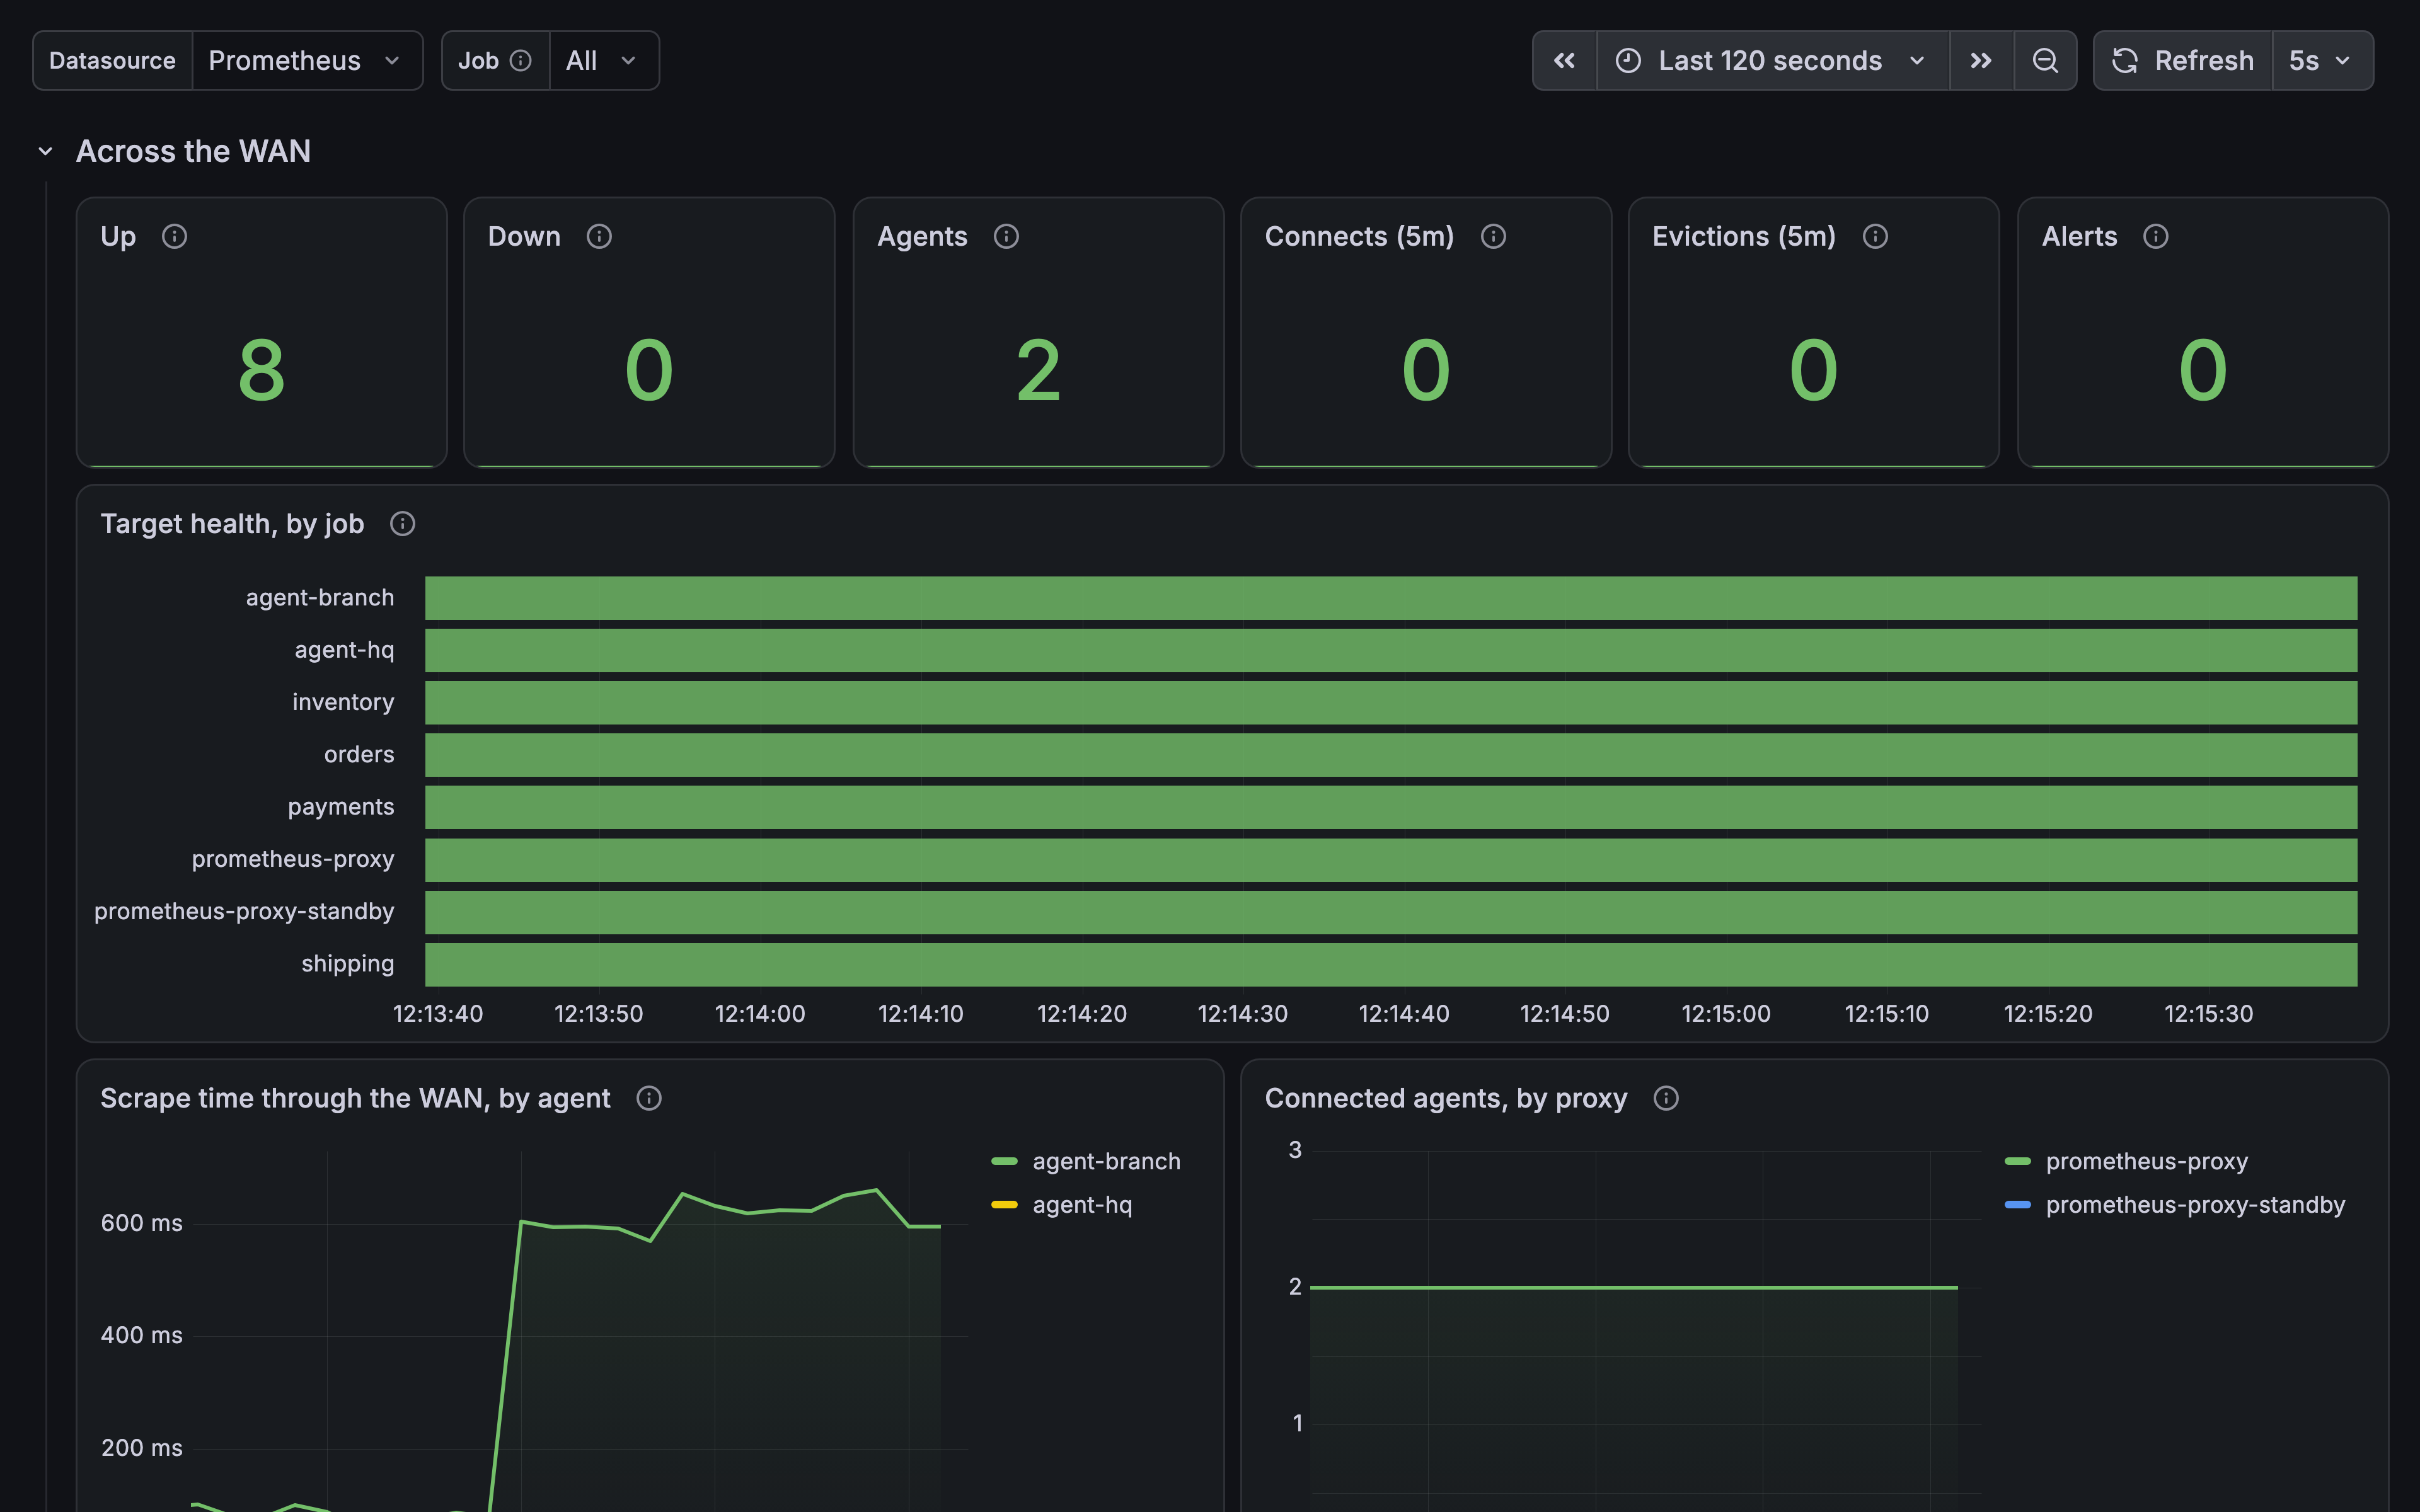 Datasource Prometheus Job All Last 120 seconds Refresh 5s
Across the WAN
Up Down Agents Connects (5m) Evictions (5m) Alerts
8 0 2 0 0 0
Target health, by job
agent-branch
agent-hq
inventory
orders
payments
prometheus-proxy
prometheus-proxy-standby
shipping
12:13:40 12:13:50 12:14:00 12:14:10 12:14:20 12:14:30 12:14:40 12:14:50 12:15:00 12:15:10 12:15:20 12:15:30
Scrape time through the WAN, by agent
600 ms
400 ms
200 ms
agent-branch
agent-hq
Connected agents, by proxy
3
2
1
prometheus-proxy
prometheus-proxy-standby